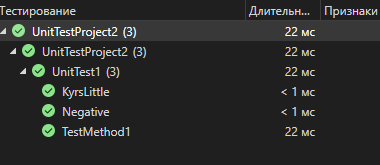 Тестирование Длительн... Признаки
UnitTestProject2 (3) 22 мс
UnitTestProject2 (3) 22 мс
UnitTest1 (3) 22 мс
KyrsLittle < 1 мс
Negative < 1 мс
TestMethod1 22 мс